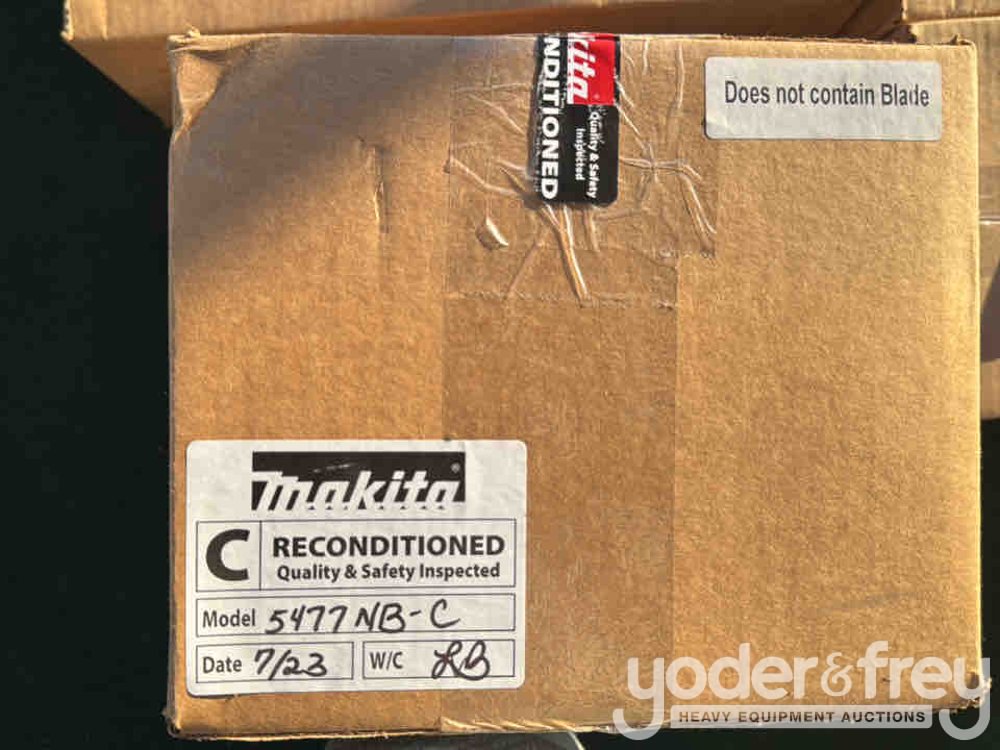 kita
NDITIONED
Quality & Safety
Inspected
Does not contain Blade
makita®
C RECONDITIONED
Quality & Safety Inspected
Model 5477NB-C
Date 7/23 W/C RB
yoder&frey
HEAVY EQUIPMENT AUCTIONS